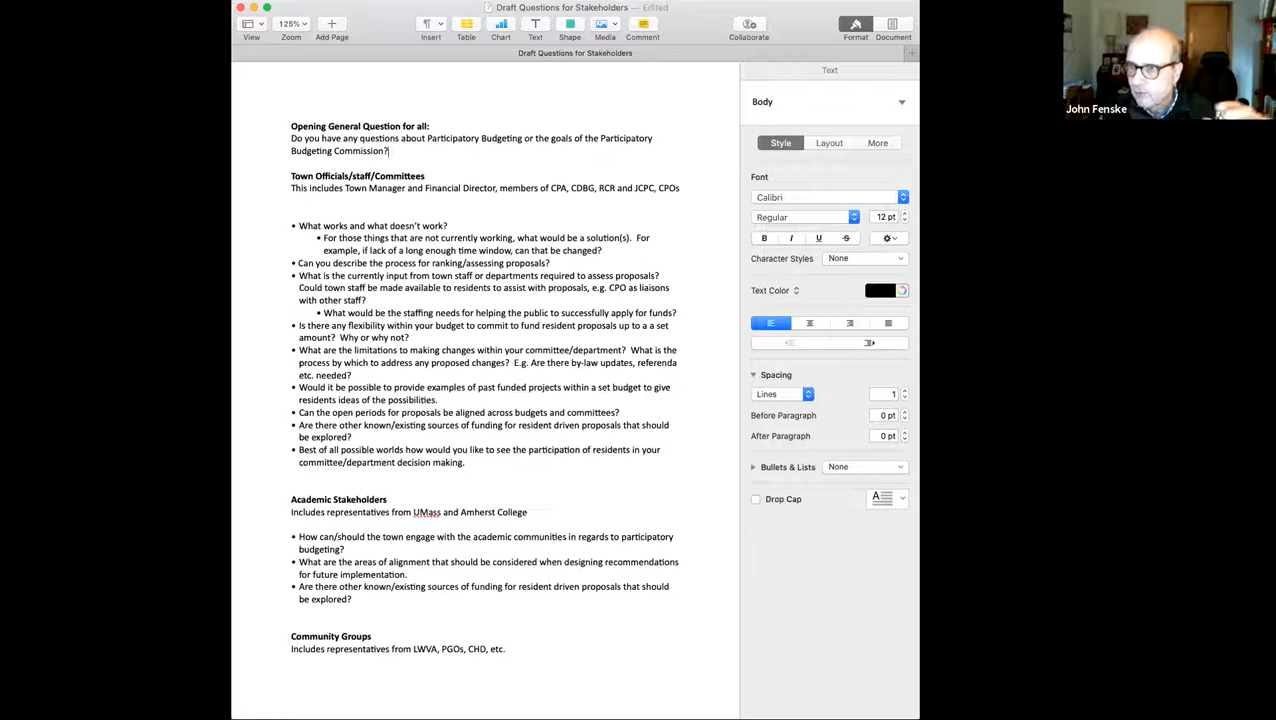 Draft Questions for Stakeholders — Edited
View
125%
Zoom
Add Page
Insert
Table
Chart
Text
Shape
Media
Comment
Collaborate
Format
Document
Draft Questions for Stakeholders
Opening General Question for all:
Do you have any questions about Participatory Budgeting or the goals of the Participatory
Budgeting Commission?
Town Officials/staff/Committees
This includes Town Manager and Financial Director, members of CPA, CDBG, RCR and JCPC, CPOs
• What works and what doesn't work?
• For those things that are not currently working, what would be a solution(s). For
example, if lack of a long enough time window, can that be changed?
• Can you describe the process for ranking/assessing proposals?
• What is the currently input from town staff or departments required to assess proposals?
Could town staff be made available to residents to assist with proposals, e.g. CPO as liaisons
with other staff?
• What would be the staffing needs for helping the public to successfully apply for funds?
• Is there any flexibility within your budget to commit to fund resident proposals up to a a set
amount? Why or why not?
• What are the limitations to making changes within your committee/department? What is the
process by which to address any proposed changes? E.g. Are there by-law updates, referenda
etc. needed?
• Would it be possible to provide examples of past funded projects within a set budget to give
residents ideas of the possibilities.
• Can the open periods for proposals be aligned across budgets and committees?
• Are there other known/existing sources of funding for resident driven proposals that should
be explored?
• Best of all possible worlds how would you like to see the participation of residents in your
committee/department decision making.
Academic Stakeholders
Includes representatives from UMass and Amherst College
• How can/should the town engage with the academic communities in regards to participatory
budgeting?
• What are the areas of alignment that should be considered when designing recommendations
for future implementation.
• Are there other known/existing sources of funding for resident driven proposals that should
be explored?
Community Groups
Includes representatives from LWVA, PGOs, CHD, etc.
Text
Body
Style
Layout
More
Font
Calibri
Regular
12 pt
B
I
U
S
Character Styles
None
Text Color
Spacing
Lines
1
Before Paragraph
0 pt
After Paragraph
0 pt
Bullets & Lists
None
Drop Cap
A
John Fenske